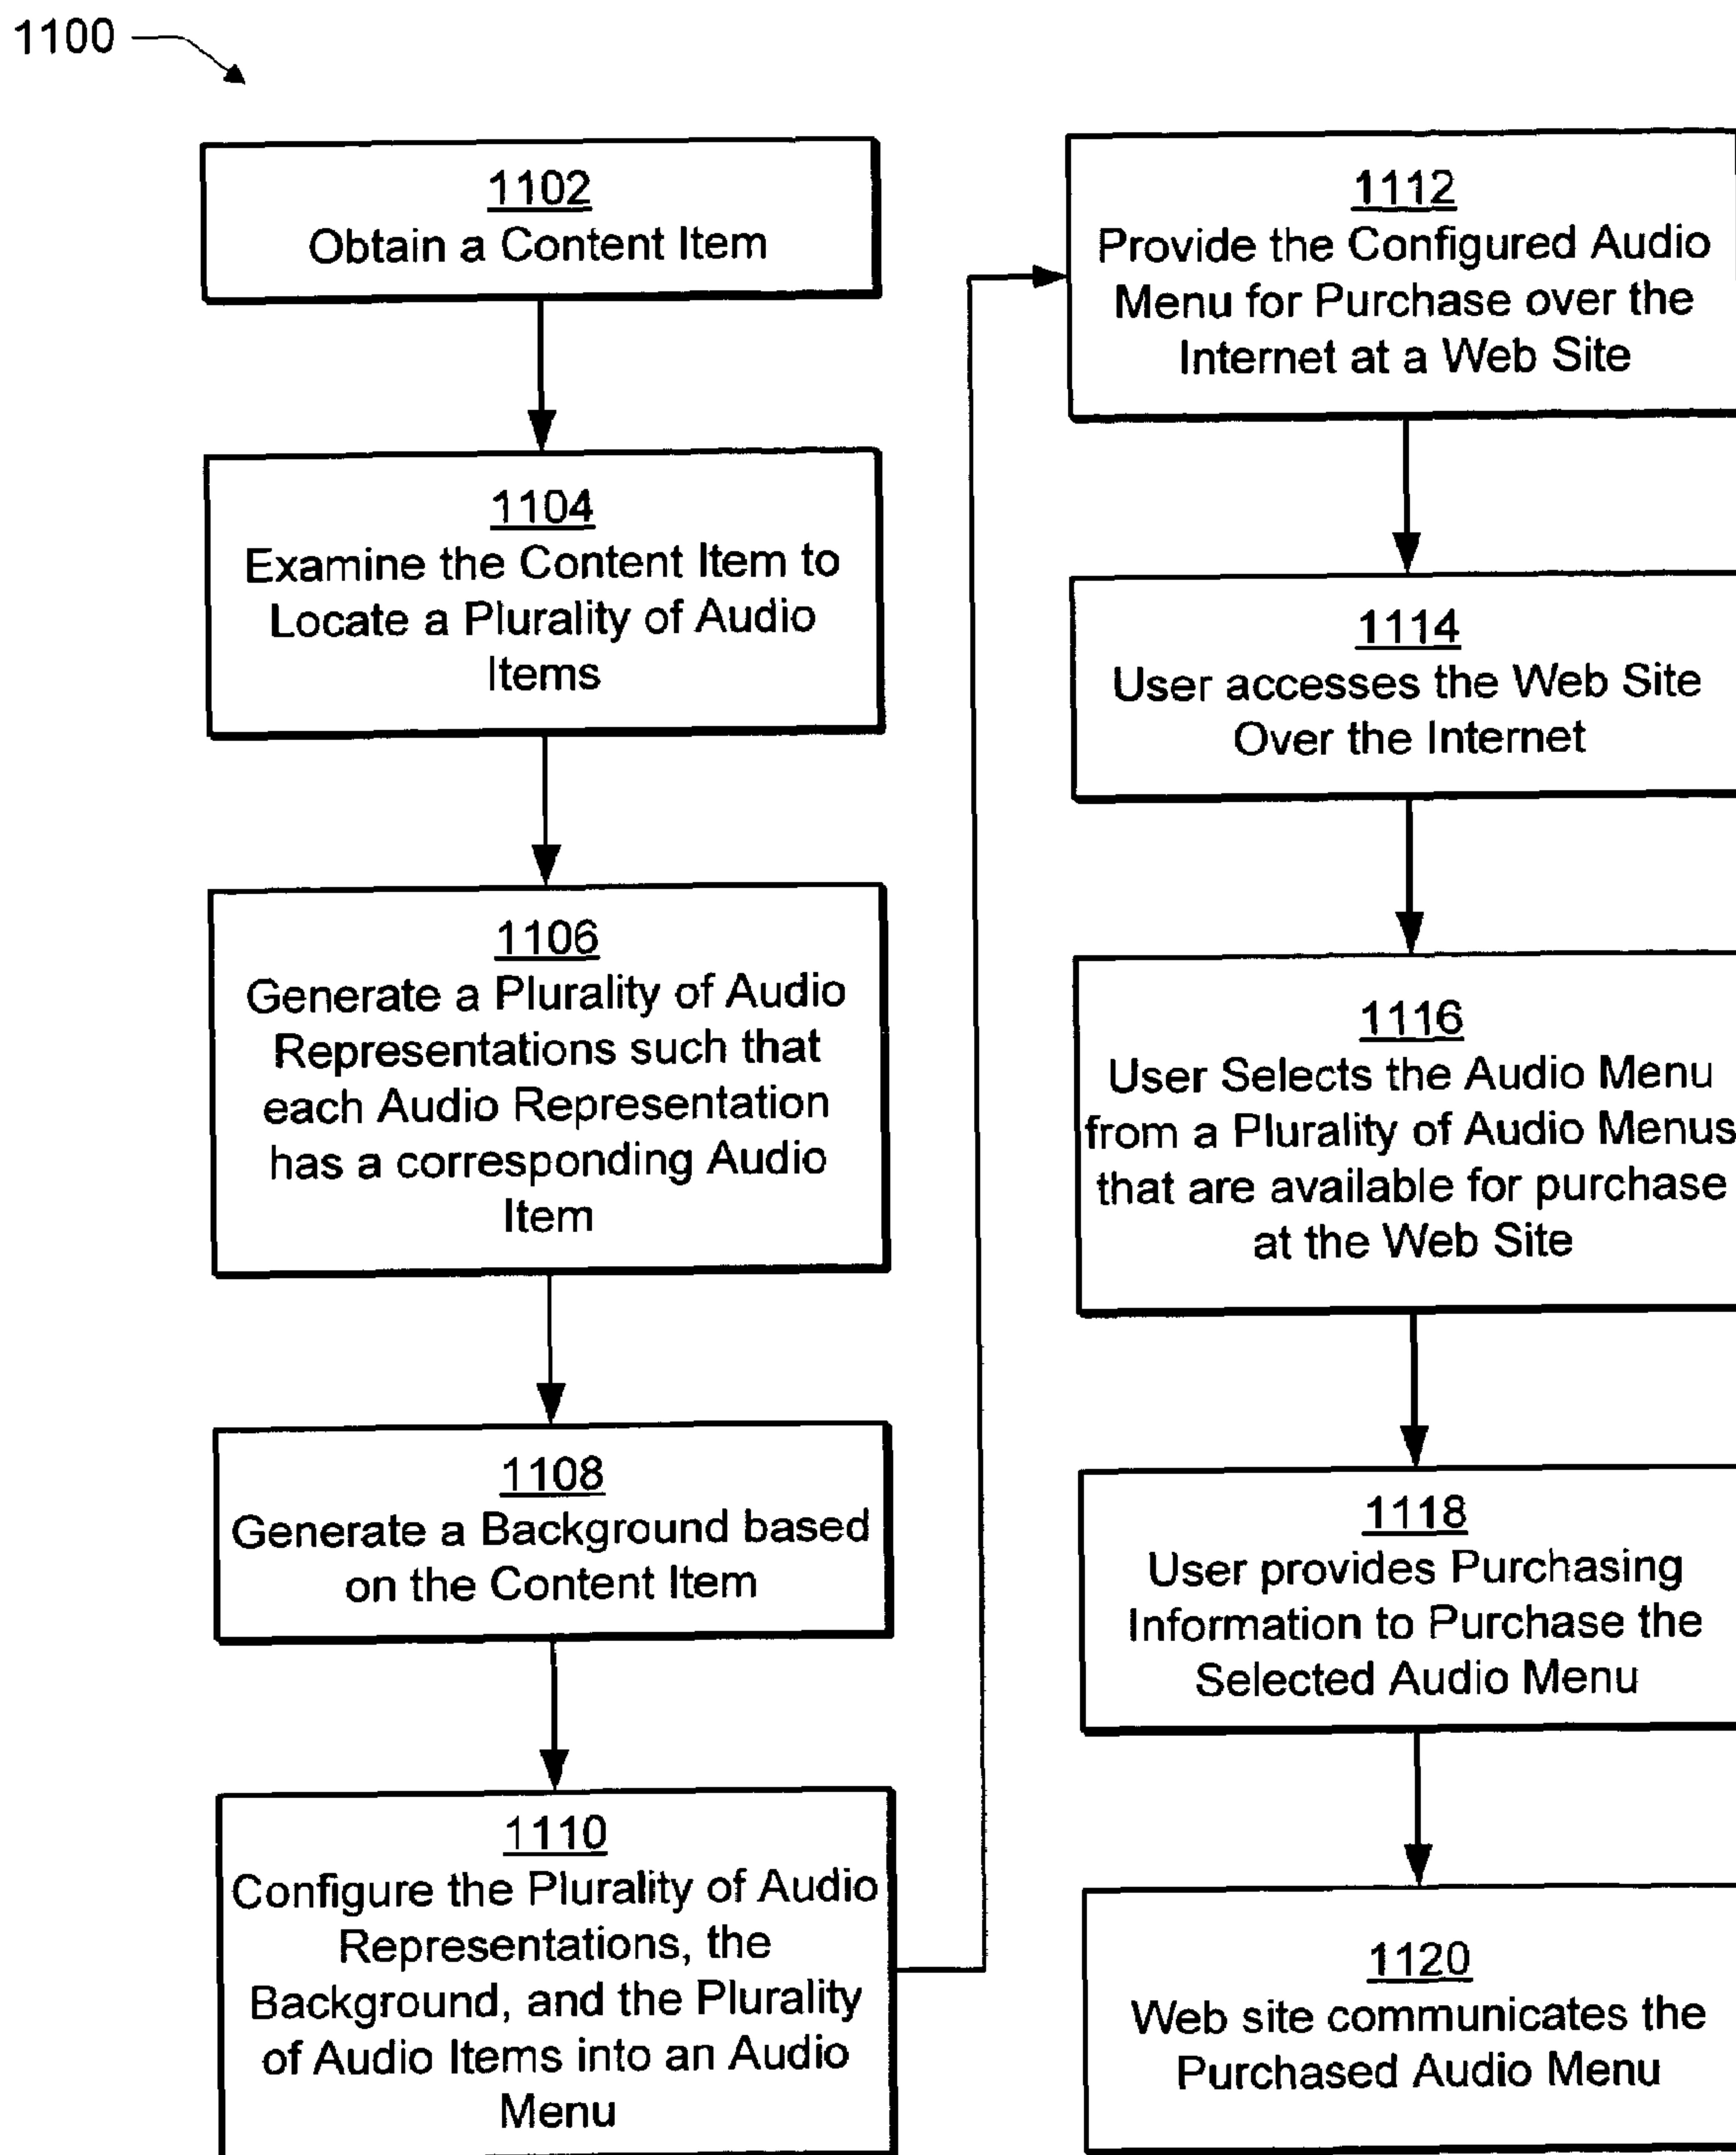 1100
1102
Obtain a Content Item
1104
Examine the Content Item to
Locate a Plurality of Audio
Items
1106
Generate a Plurality of Audio
Representations such that
each Audio Representation
has a corresponding Audio
Item
1108
Generate a Background based
on the Content Item
1110
Configure the Plurality of Audio
Representations, the
Background, and the Plurality
of Audio Items into an Audio
Menu
1112
Provide the Configured Audio
Menu for Purchase over the
Internet at a Web Site
1114
User accesses the Web Site
Over the Internet
1116
User Selects the Audio Menu
from a Plurality of Audio Menus
that are available for purchase
at the Web Site
1118
User provides Purchasing
Information to Purchase the
Selected Audio Menu
1120
Web site communicates the
Purchased Audio Menu